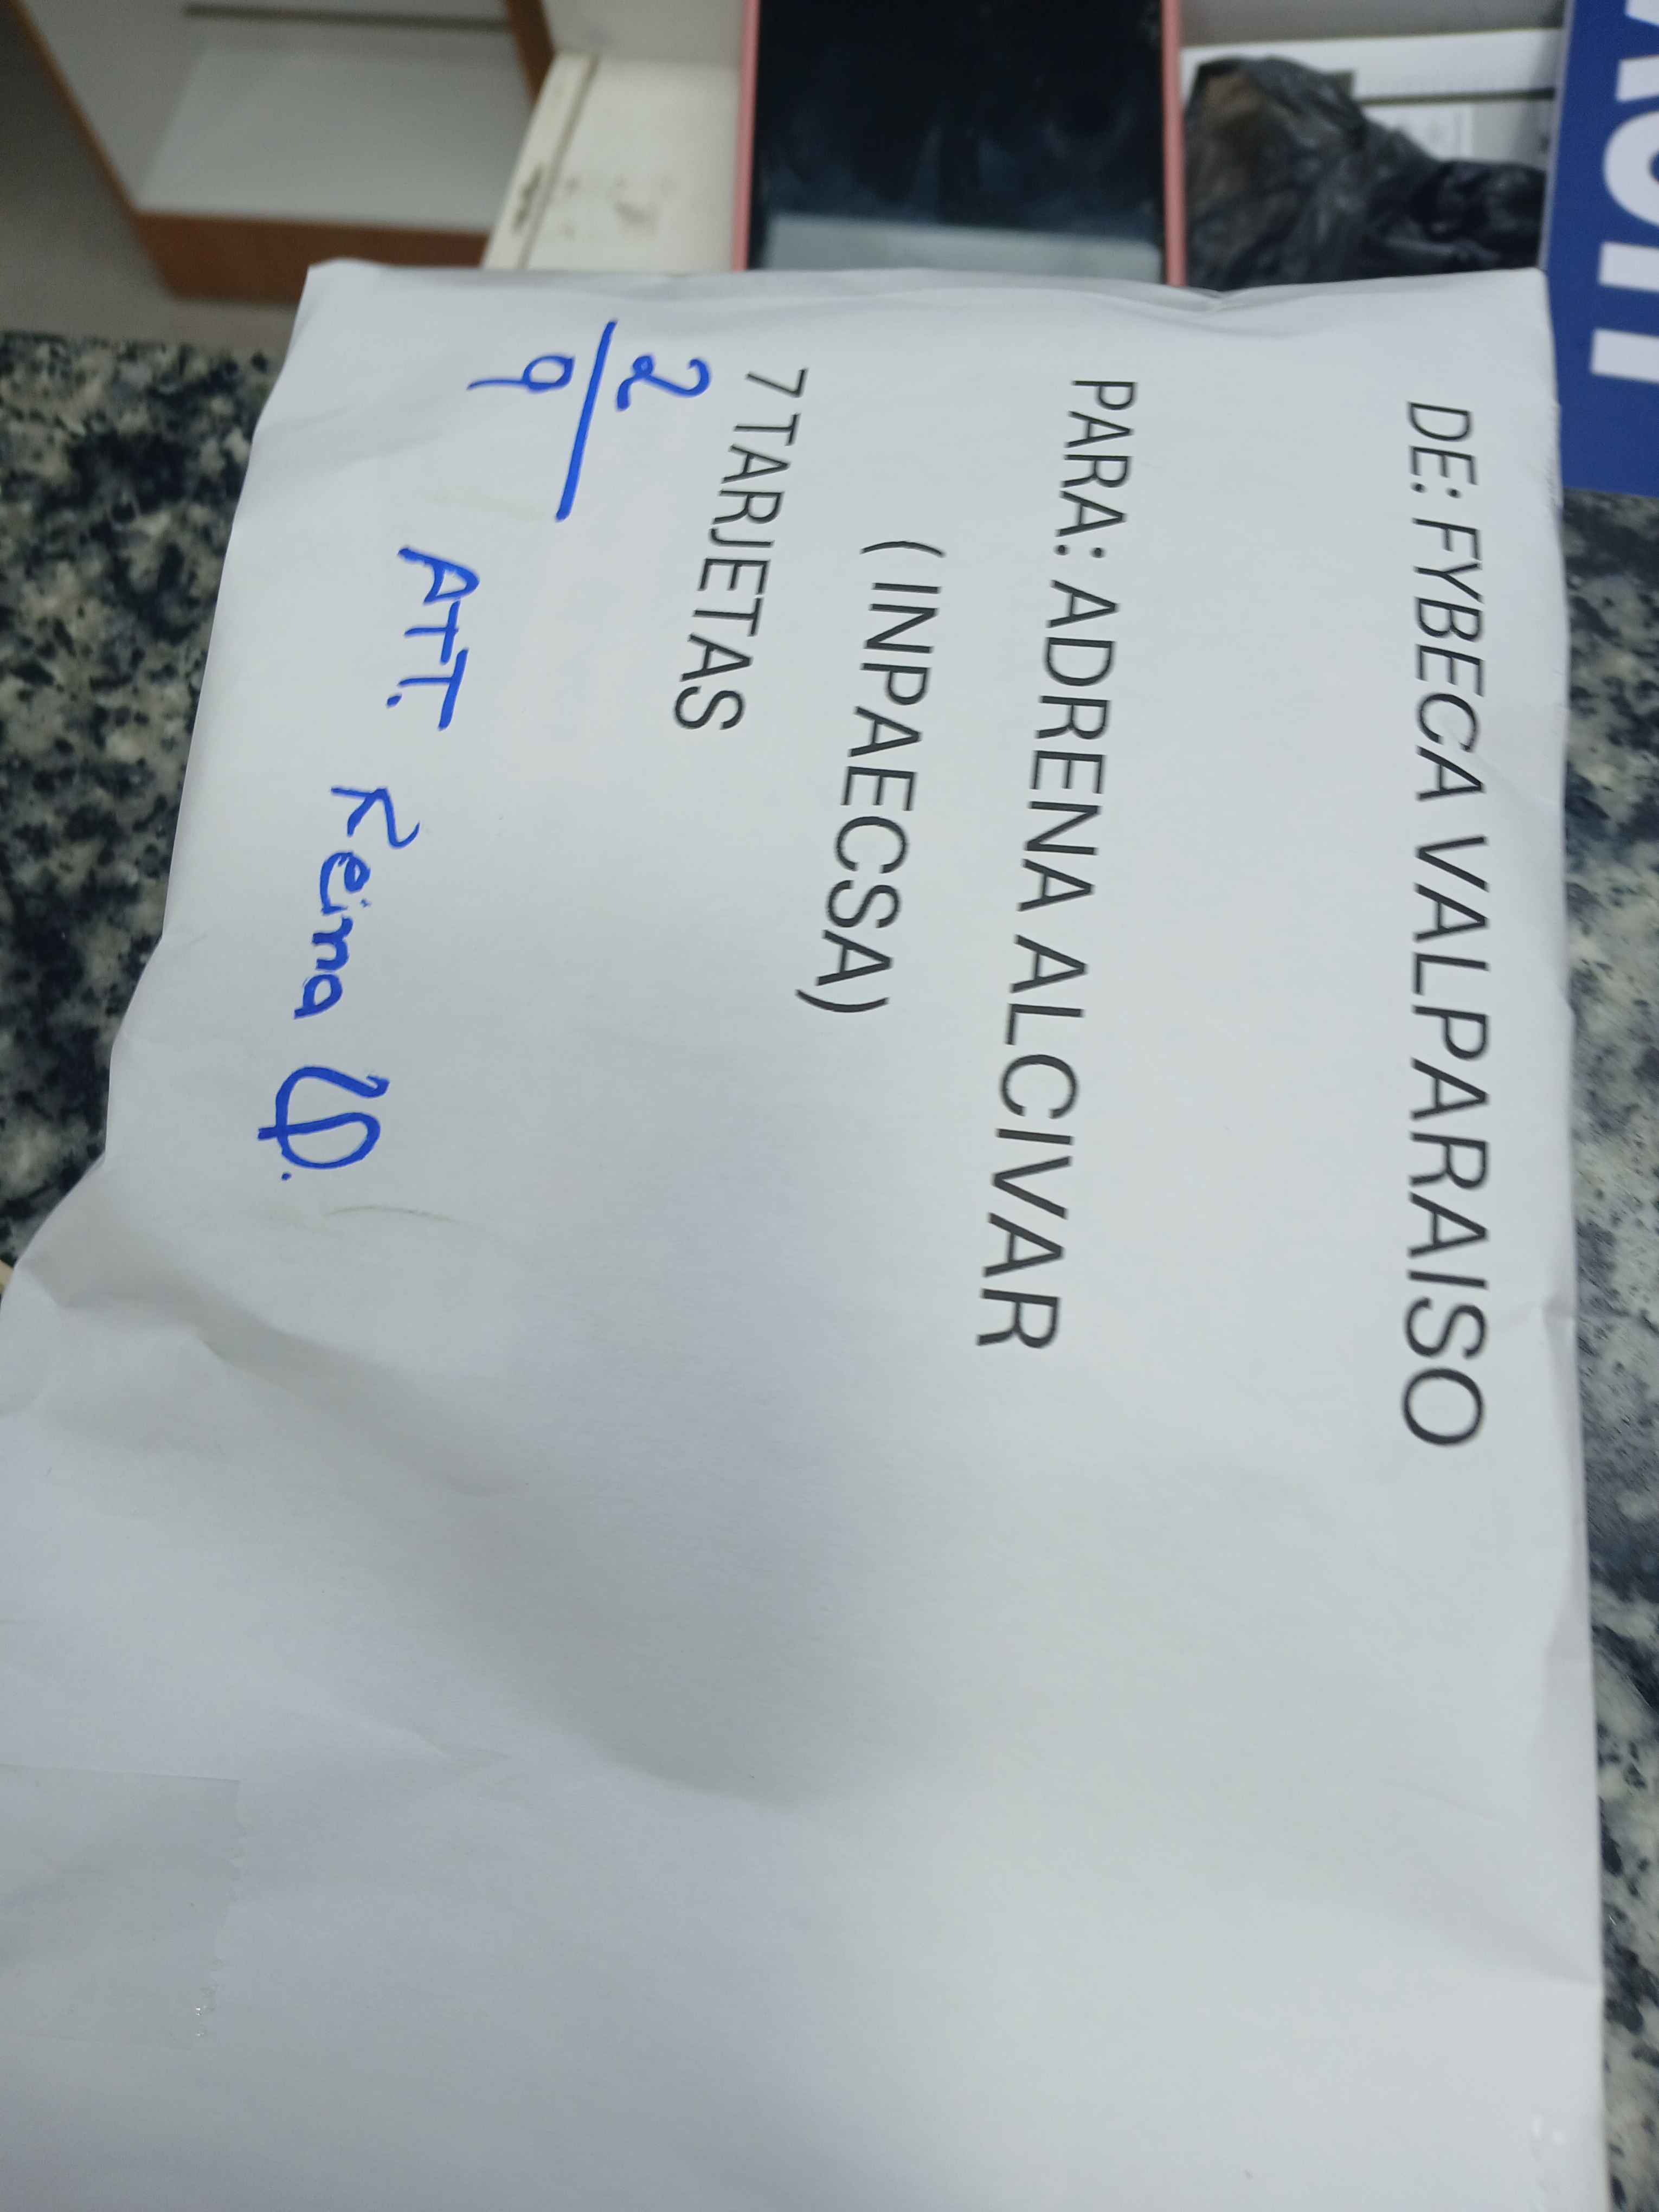 DE: FYBECA VALPARAISO
PARA: ADRENA ALCIVAR
( INPAECSA)
7 TARJETAS
2
9
ATT. Reina